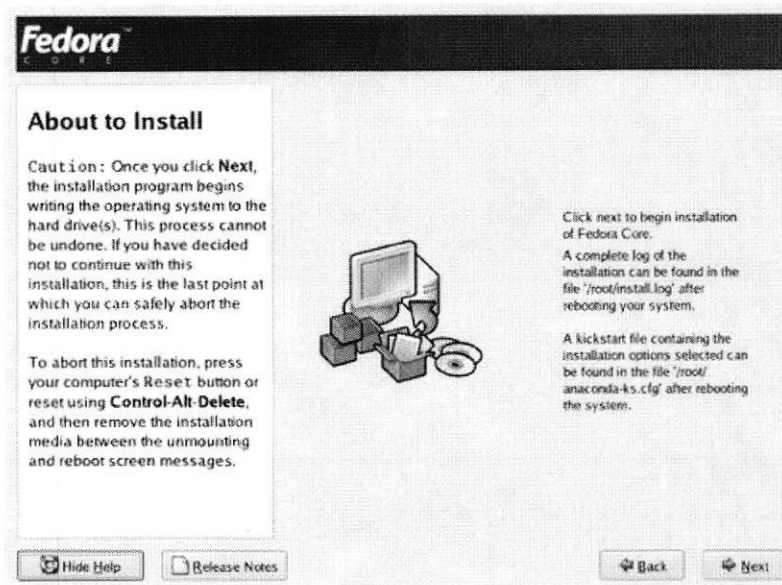 Fedora™
CORE
About to Install
Caution: Once you click Next,
the installation program begins
writing the operating system to the
hard drive(s). This process cannot
be undone. If you have decided
not to continue with this
installation, this is the last point at
which you can safely abort the
installation process.
To abort this installation, press
your computer's Reset button or
reset using Control-Alt-Delete,
and then remove the installation
media between the unmounting
and reboot screen messages.
Click next to begin installation
of Fedora Core.
A complete log of the
installation can be found in the
file '/root/install.log' after
rebooting your system.
A kickstart file containing the
installation options selected can
be found in the file '/root/
anaconda-ks.cfg' after rebooting
the system.
Hide Help
Release Notes
Back
Next